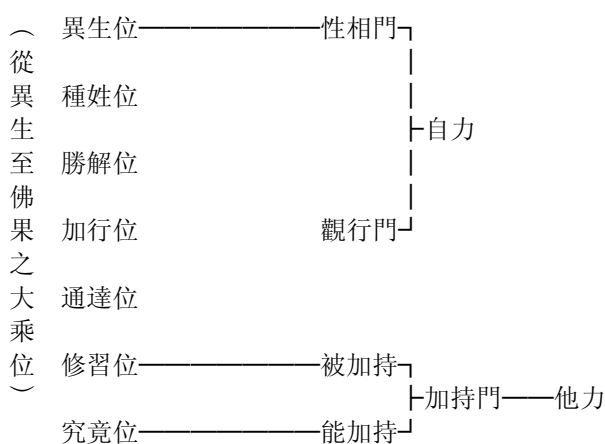 （從異生至佛果之大乘位）
異生位——————性相門
種姓位
自力
勝解位
加行位 觀行門
通達位
修習位——————被加持
加持門——他力
究竟位——————能加持